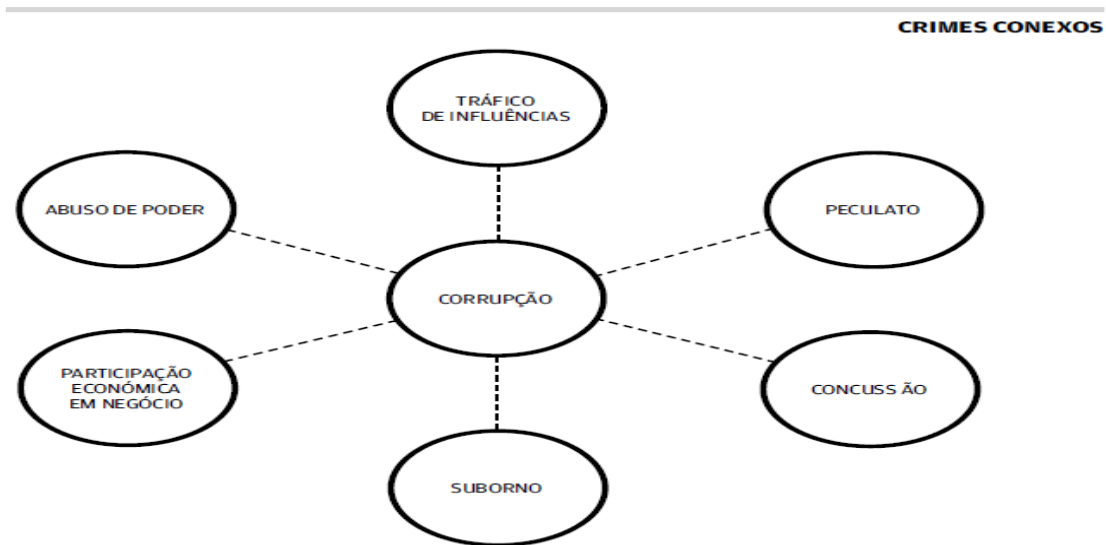 CRIMES CONEXOS
TRÁFICO
DE INFLUÊNCIAS
ABUSO DE PODER
PECULATO
CORRUPÇÃO
PARTICIPAÇÃO
ECONÓMICA
EM NEGÓCIO
CONCUSS ÃO
SUBORNO